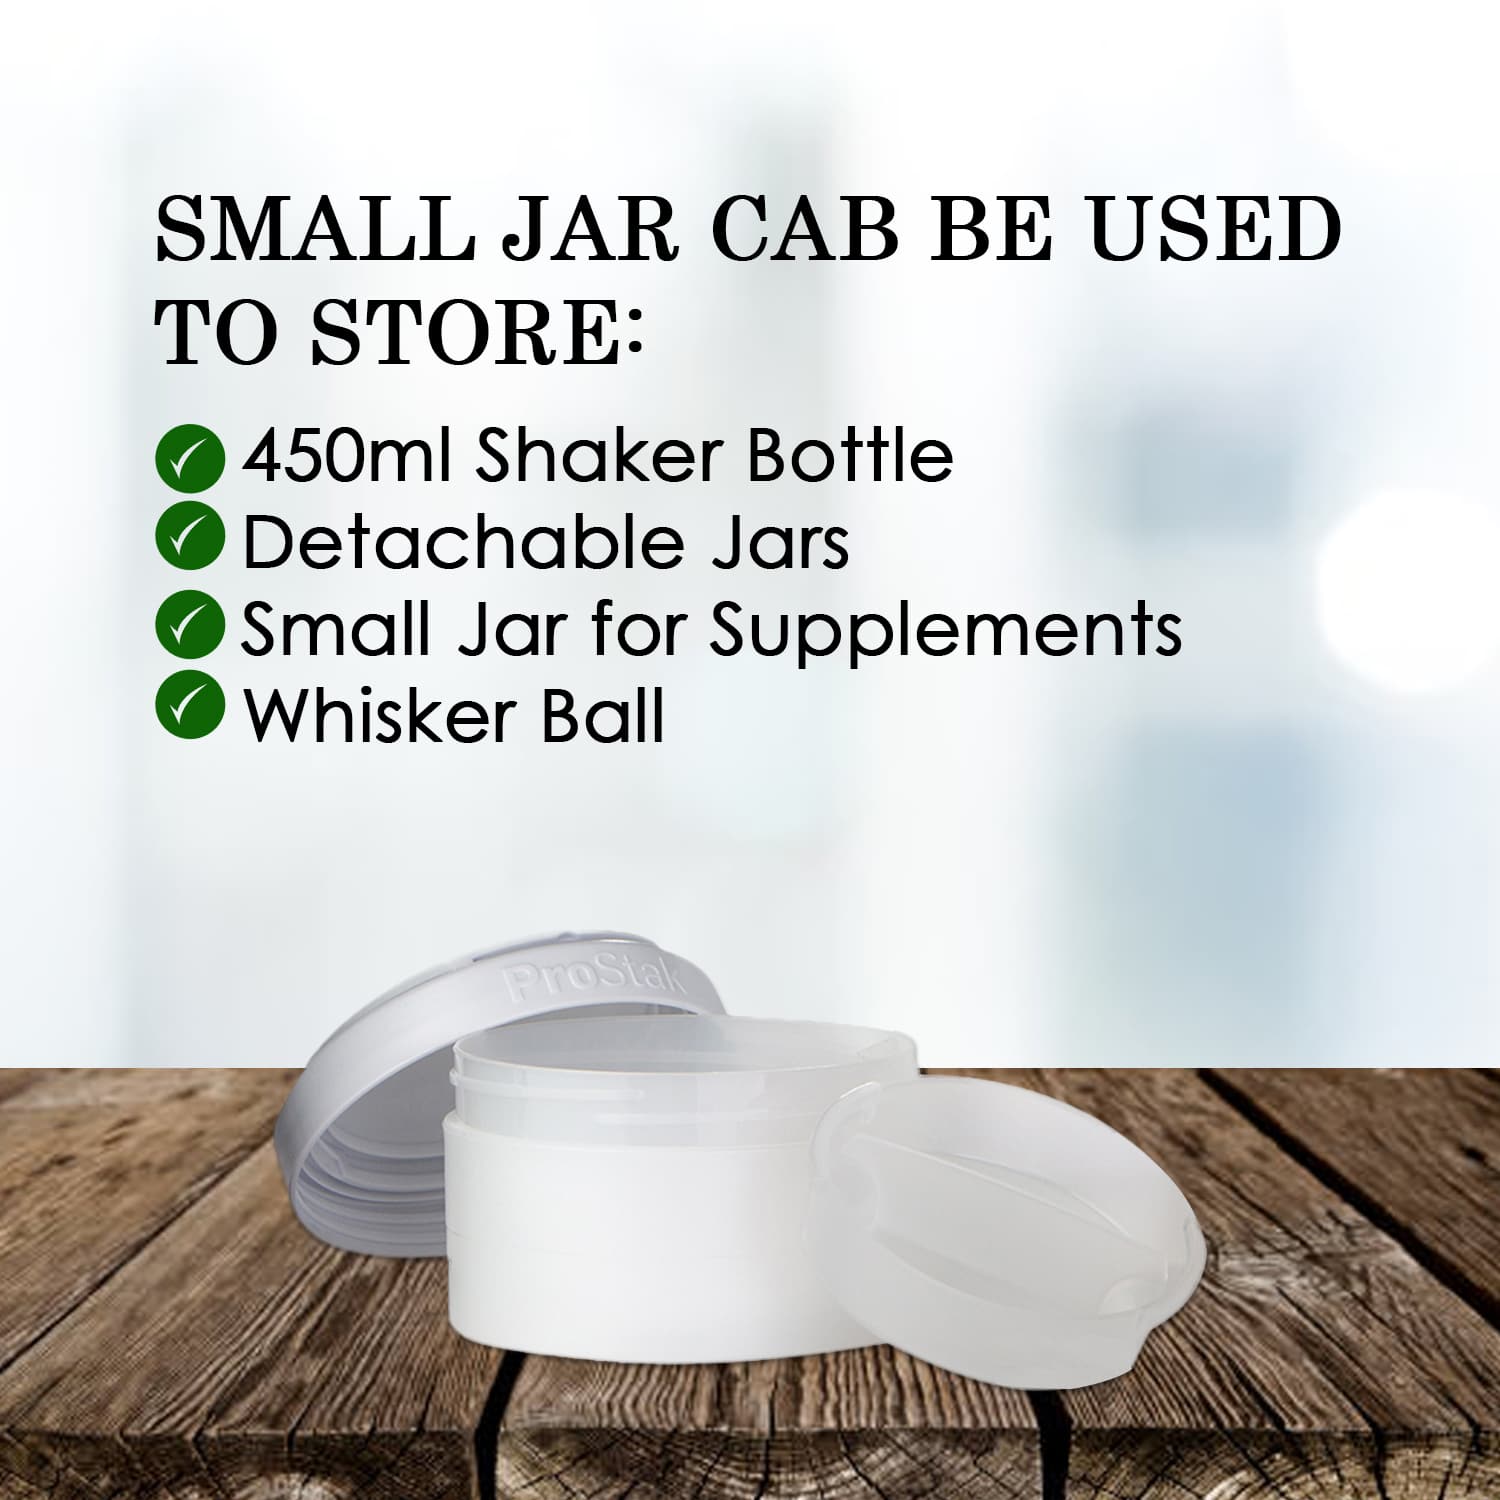 SMALL JAR CAB BE USED
TO STORE:
450ml Shaker Bottle
Detachable Jars
Small Jar for Supplements
Whisker Ball
ProStak